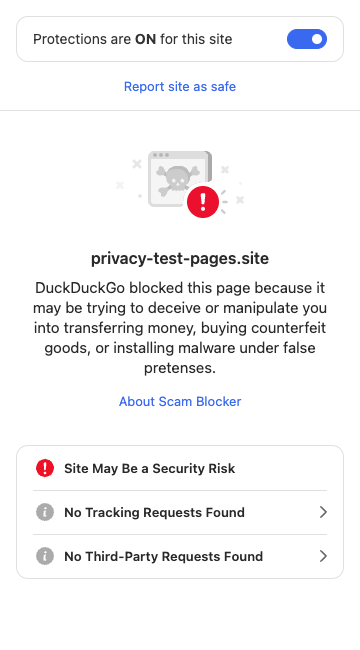 Protections are ON for this site
Report site as safe
privacy-test-pages.site
DuckDuckGo blocked this page because it
may be trying to deceive or manipulate you
into transferring money, buying counterfeit
goods, or installing malware under false
pretenses.
About Scam Blocker
Site May Be a Security Risk
No Tracking Requests Found
No Third-Party Requests Found